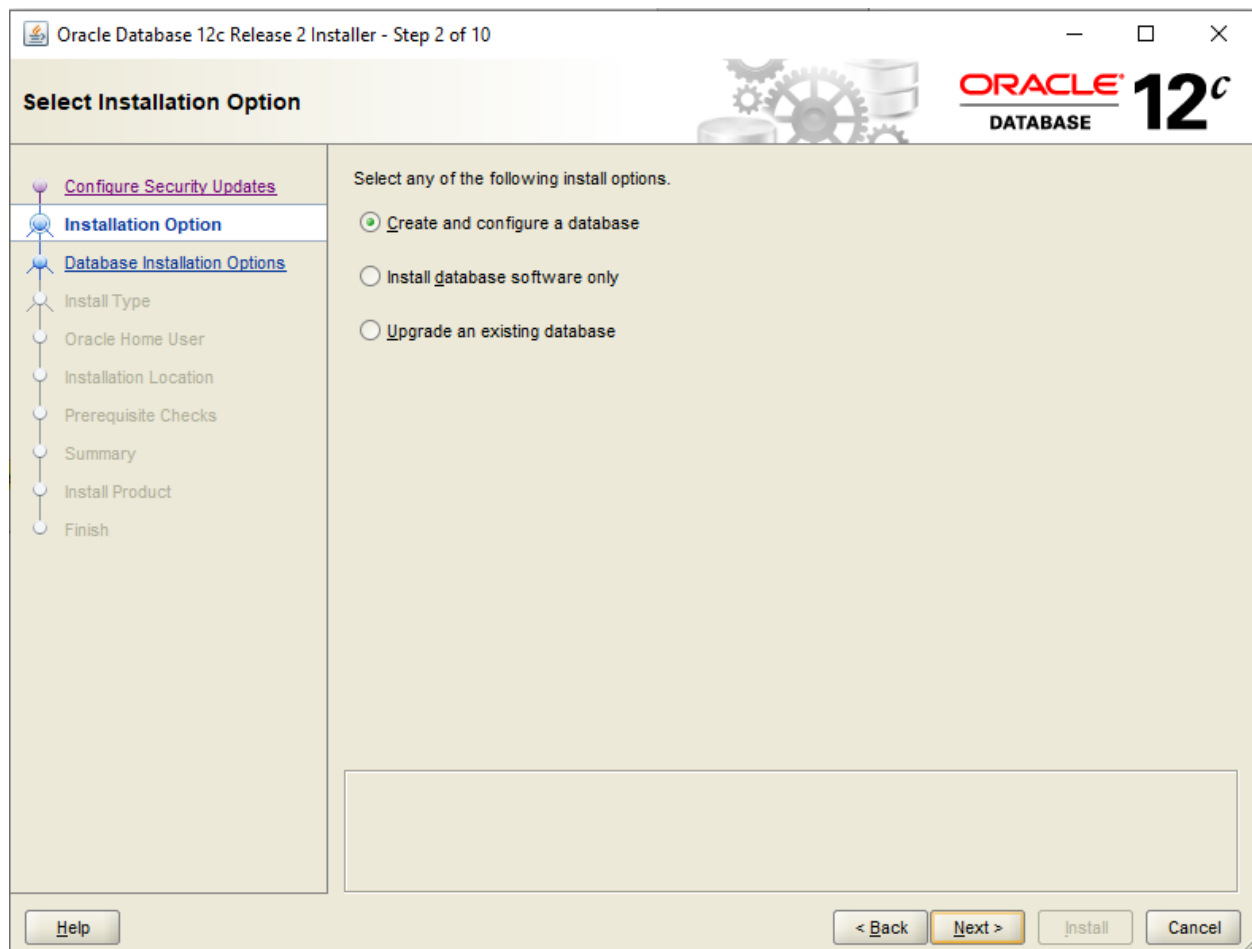 Oracle Database 12c Release 2 Installer - Step 2 of 10
Select Installation Option
ORACLE
DATABASE
12c
Configure Security Updates
Installation Option
Database Installation Options
Install Type
Oracle Home User
Installation Location
Prerequisite Checks
Summary
Install Product
Finish
Select any of the following install options.
Create and configure a database
Install database software only
Upgrade an existing database
Help
< Back
Next >
Install
Cancel